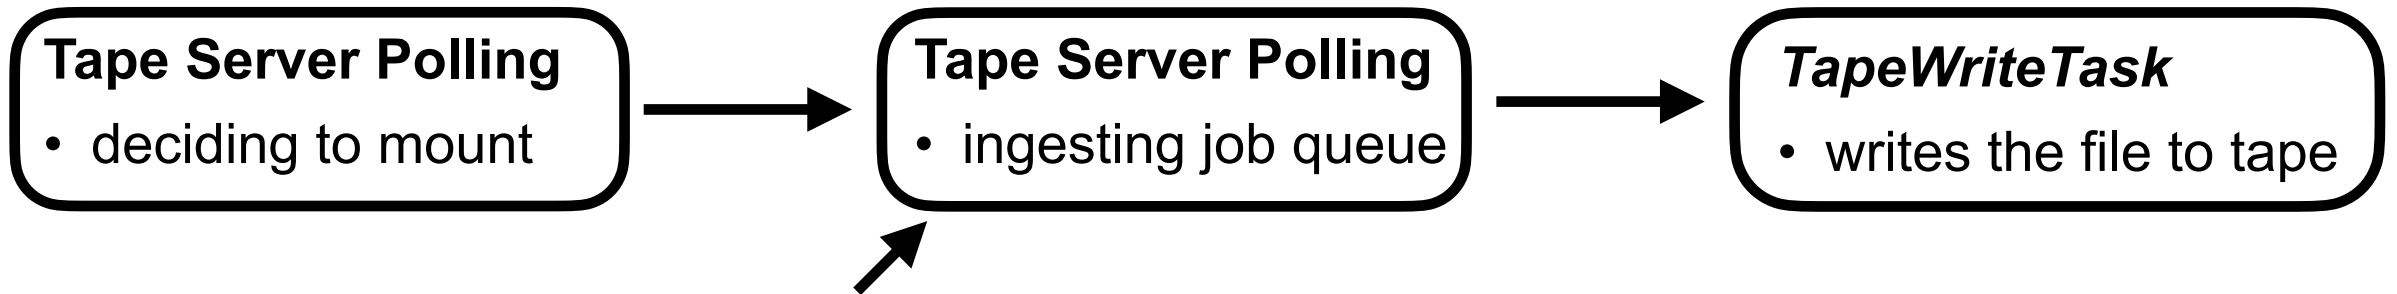 Tape Server Polling
• deciding to mount
Tape Server Polling
• ingesting job queue
TapeWriteTask
• writes the file to tape